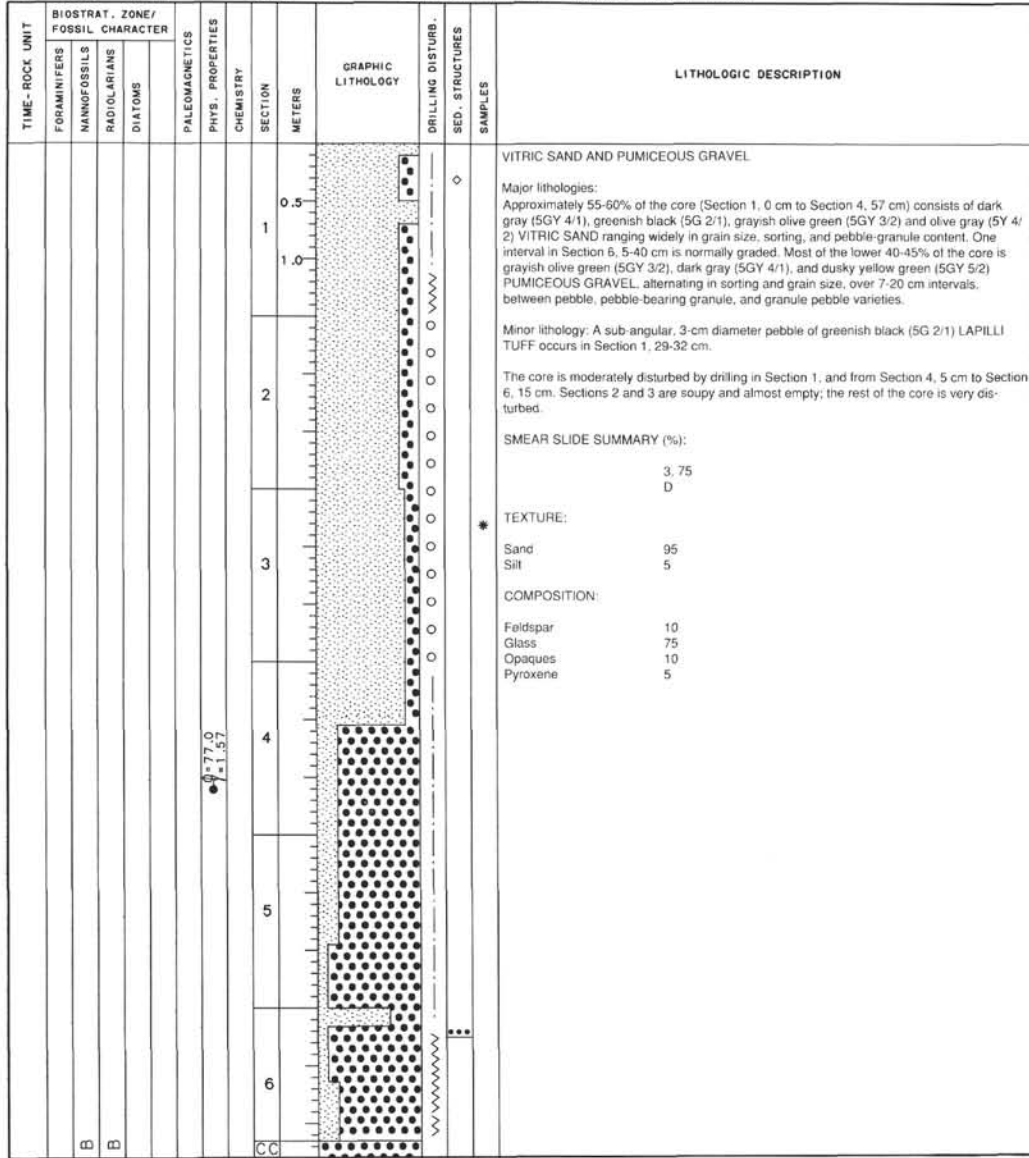 TIME-ROCK UNIT
BIOSTRAT. ZONE/
FOSSIL CHARACTER
FORAMINIFERS
NANNOFOSSILS
RADIOLARIANS
DIATOMS
PALEOMAGNETICS
PHYS. PROPERTIES
CHEMISTRY
SECTION
METERS
GRAPHIC
LITHOLOGY
DRILLING DISTURB.
SED. STRUCTURES
SAMPLES
LITHOLOGIC DESCRIPTION
VITRIC SAND AND PUMICEOUS GRAVEL
Major lithologies:
Approximately 55-60% of the core (Section 1, 0 cm to Section 4, 57 cm) consists of dark
gray (5GY 4/1), greenish black (5G 2/1), grayish olive green (5GY 3/2) and olive gray (5Y 4/
2) VITRIC SAND ranging widely in grain size, sorting, and pebble-granule content. One
interval in Section 6, 5-40 cm is normally graded. Most of the lower 40-45% of the core is
grayish olive green (5GY 3/2), dark gray (5GY 4/1), and dusky yellow green (5GY 5/2)
PUMICEOUS GRAVEL, alternating in sorting and grain size, over 7-20 cm intervals,
between pebble, pebble-bearing granule, and granule pebble varieties.
Minor lithology: A sub-angular, 3-cm diameter pebble of greenish black (5G 2/1) LAPILLI
TUFF occurs in Section 1, 29-32 cm.
The core is moderately disturbed by drilling in Section 1, and from Section 4, 5 cm to Section
6, 15 cm. Sections 2 and 3 are soupy and almost empty; the rest of the core is very dis-
turbed.
SMEAR SLIDE SUMMARY (%):
3, 75
D
TEXTURE:
Sand 95
Silt 5
COMPOSITION:
Feldspar 10
Glass 75
Opaques 10
Pyroxene 5
0.5
1
1.0
2
3
*
4
=77.0
=1.57
5
6
B B
CC